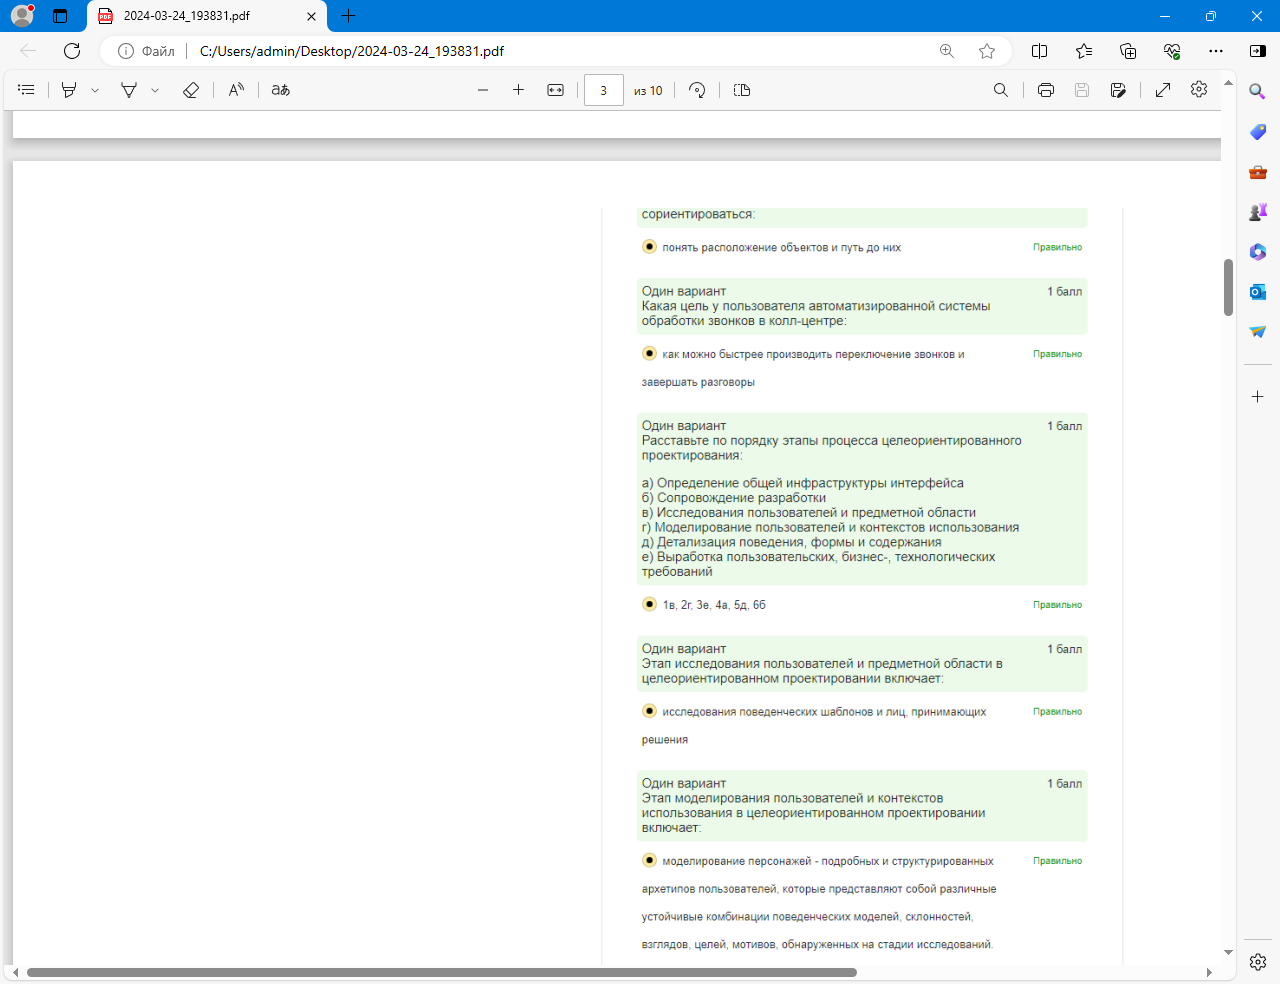 2024-03-24_193831.pdf
Файл
C:/Users/admin/Desktop/2024-03-24_193831.pdf
3 из 10
сориентироваться:
понять расположение объектов и путь до них
Правильно
Один вариант
1 балл
Какая цель у пользователя автоматизированной системы
обработки звонков в колл-центре:
как можно быстрее производить переключение звонков и
Правильно
завершать разговоры
Один вариант
1 балл
Расставьте по порядку этапы процесса целеориентированного
проектирования:
а) Определение общей инфраструктуры интерфейса
б) Сопровождение разработки
в) Исследования пользователей и предметной области
г) Моделирование пользователей и контекстов использования
д) Детализация поведения, формы и содержания
е) Выработка пользовательских, бизнес-, технологических
требований
1в, 2г, 3е, 4а, 5д, 6б
Правильно
Один вариант
1 балл
Этап исследования пользователей и предметной области в
целеориентированном проектировании включает:
исследования поведенческих шаблонов и лиц, принимающих
Правильно
решения
Один вариант
1 балл
Этап моделирования пользователей и контекстов
использования в целеориентированном проектировании
включает:
моделирование персонажей - подробных и структурированных
Правильно
архетипов пользователей, которые представляют собой различные
устойчивые комбинации поведенческих моделей, склонностей,
взглядов, целей, мотивов, обнаруженных на стадии исследований.